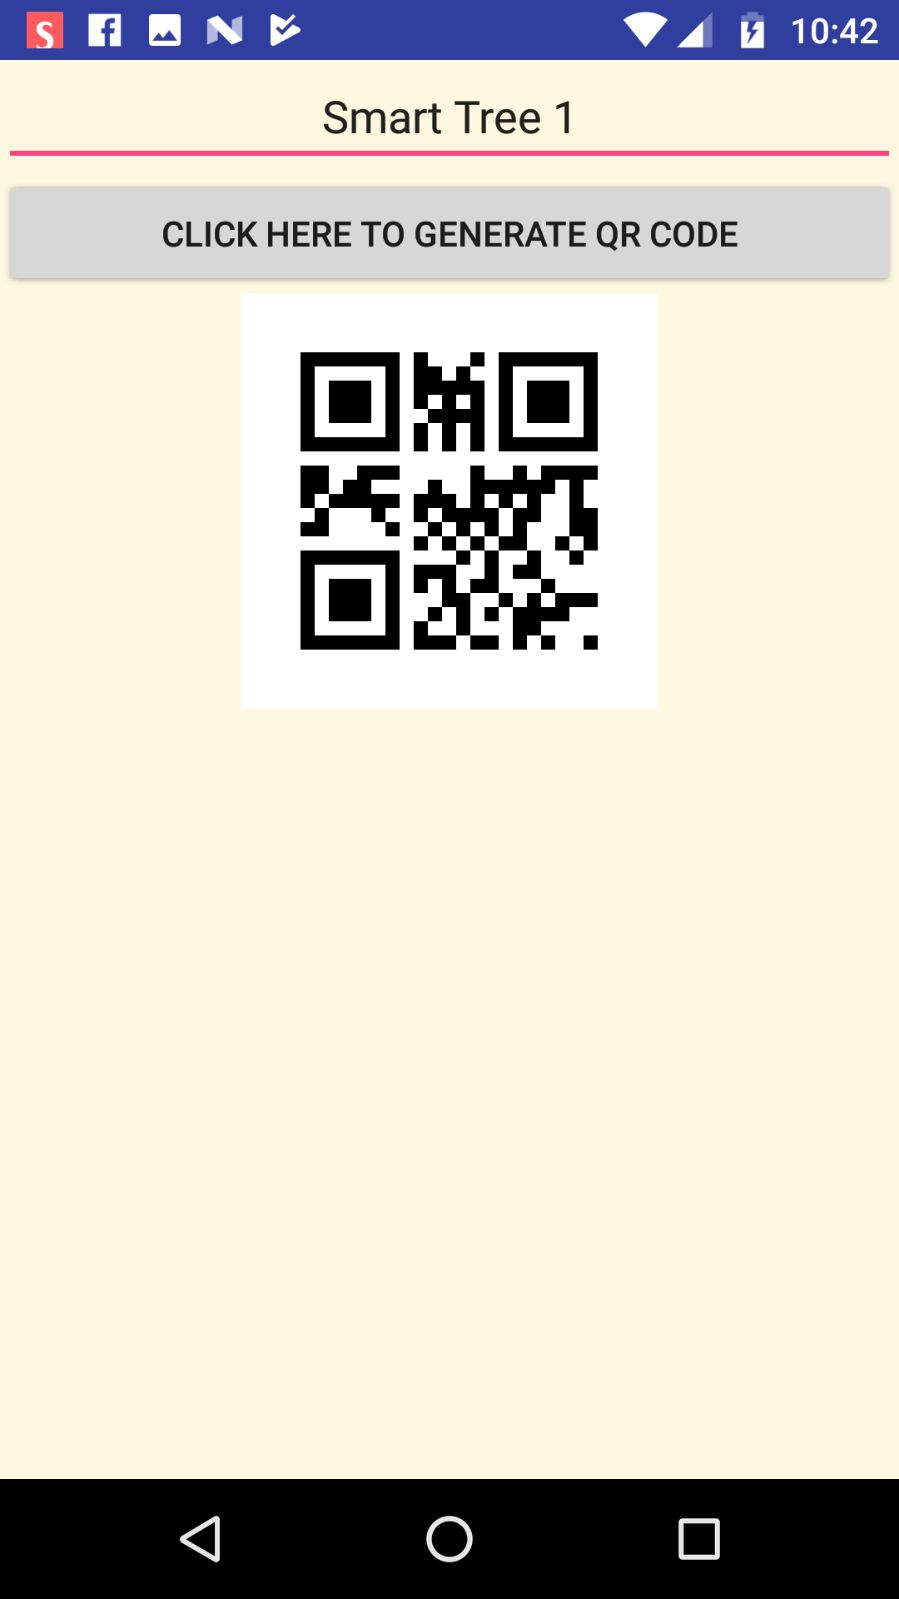 10:42
Smart Tree 1
CLICK HERE TO GENERATE QR CODE